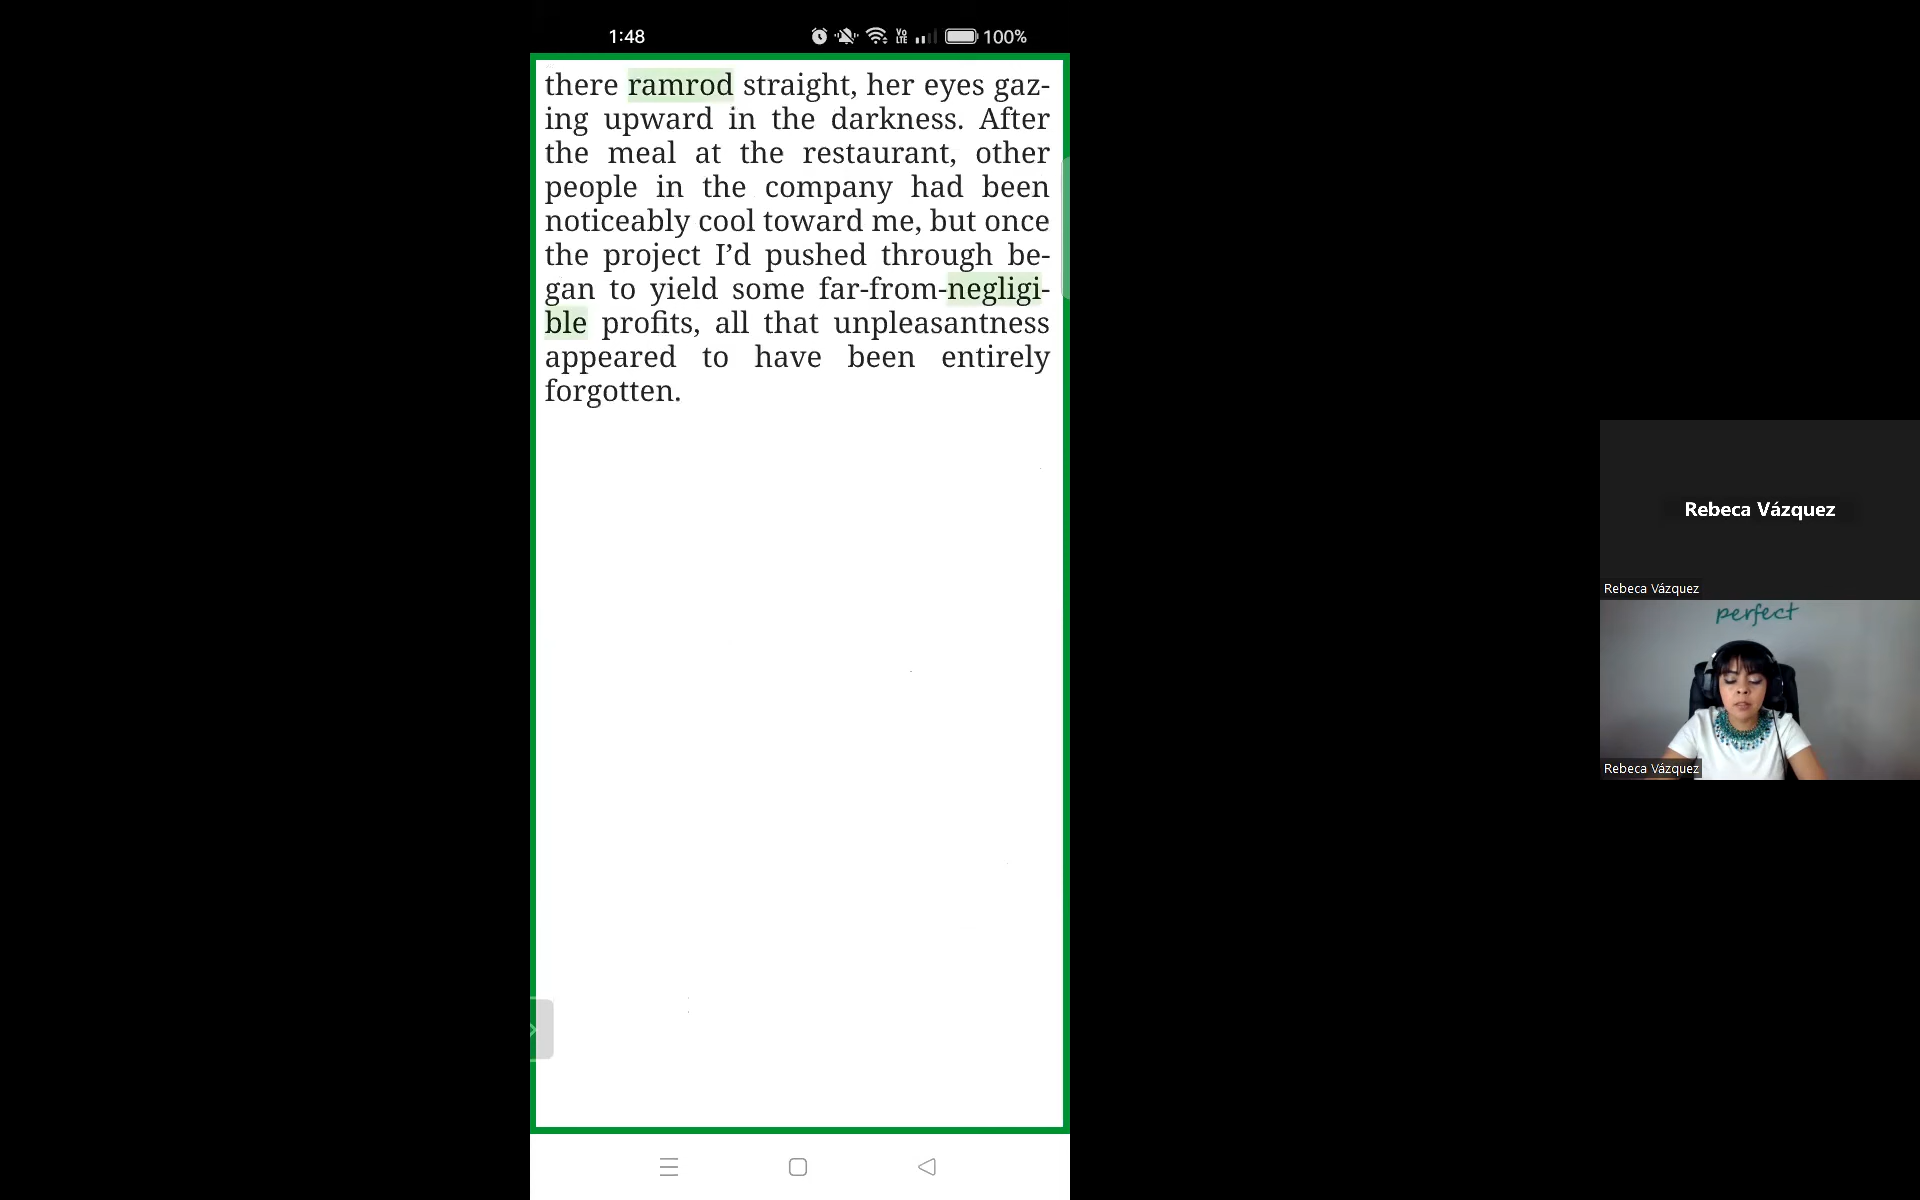 1:48
Vo
LTE
100%
there ramrod straight, her eyes gaz-
ing upward in the darkness. After
the meal at the restaurant, other
people in the company had been
noticeably cool toward me, but once
the project I’d pushed through be-
gan to yield some far-from-negligi-
ble profits, all that unpleasantness
appeared to have been entirely
forgotten.
Rebeca Vázquez
Rebeca Vázquez
perfect
Rebeca Vázquez